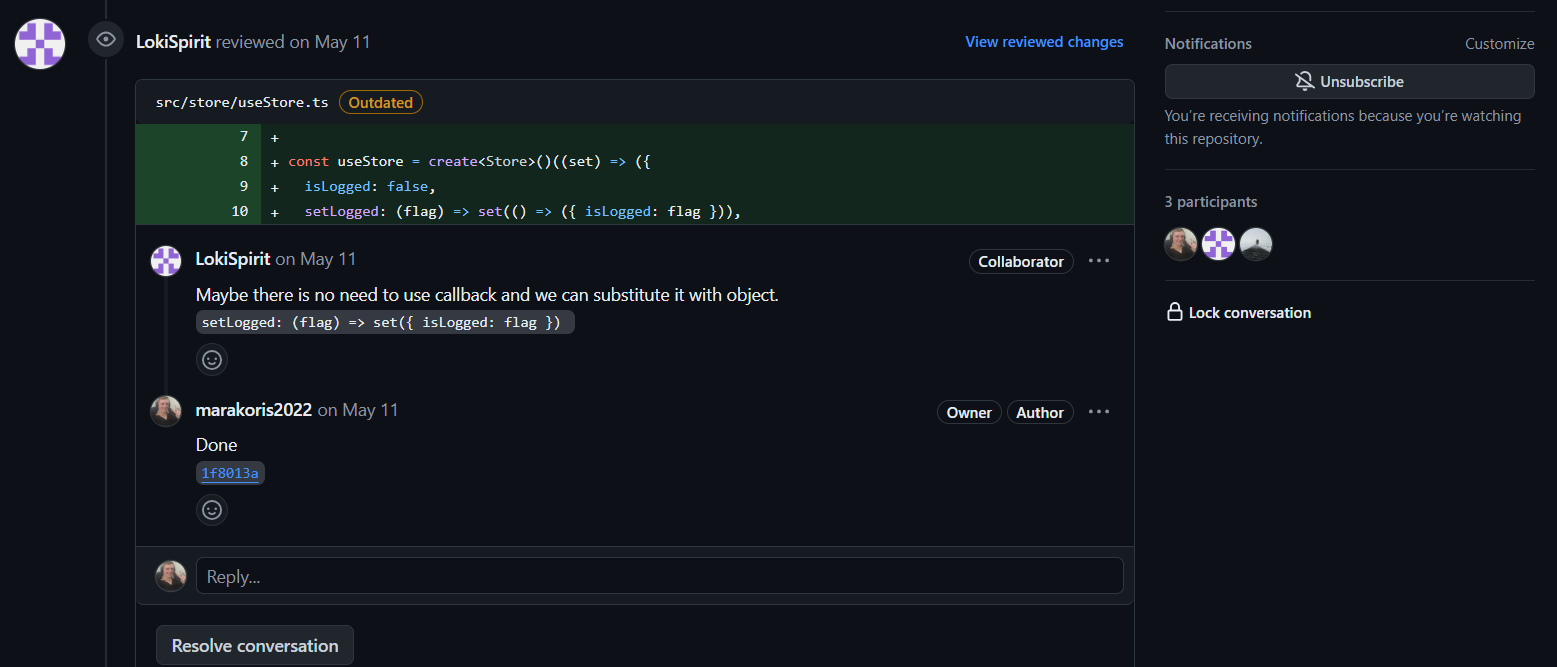 LokiSpirit reviewed on May 11
View reviewed changes
src/store/useStore.ts Outdated
7 +
8 + const useStore = create<Store>()((set) => ({
9 + isLogged: false,
10 + setLogged: (flag) => set(() => ({ isLogged: flag })),
LokiSpirit on May 11
Collaborator
Maybe there is no need to use callback and we can substitute it with object.
setLogged: (flag) => set({ isLogged: flag })
marakoris2022 on May 11
Owner Author
Done
1f8013a
Reply...
Resolve conversation
Notifications
Customize
Unsubscribe
You're receiving notifications because you're watching
this repository.
3 participants
Lock conversation